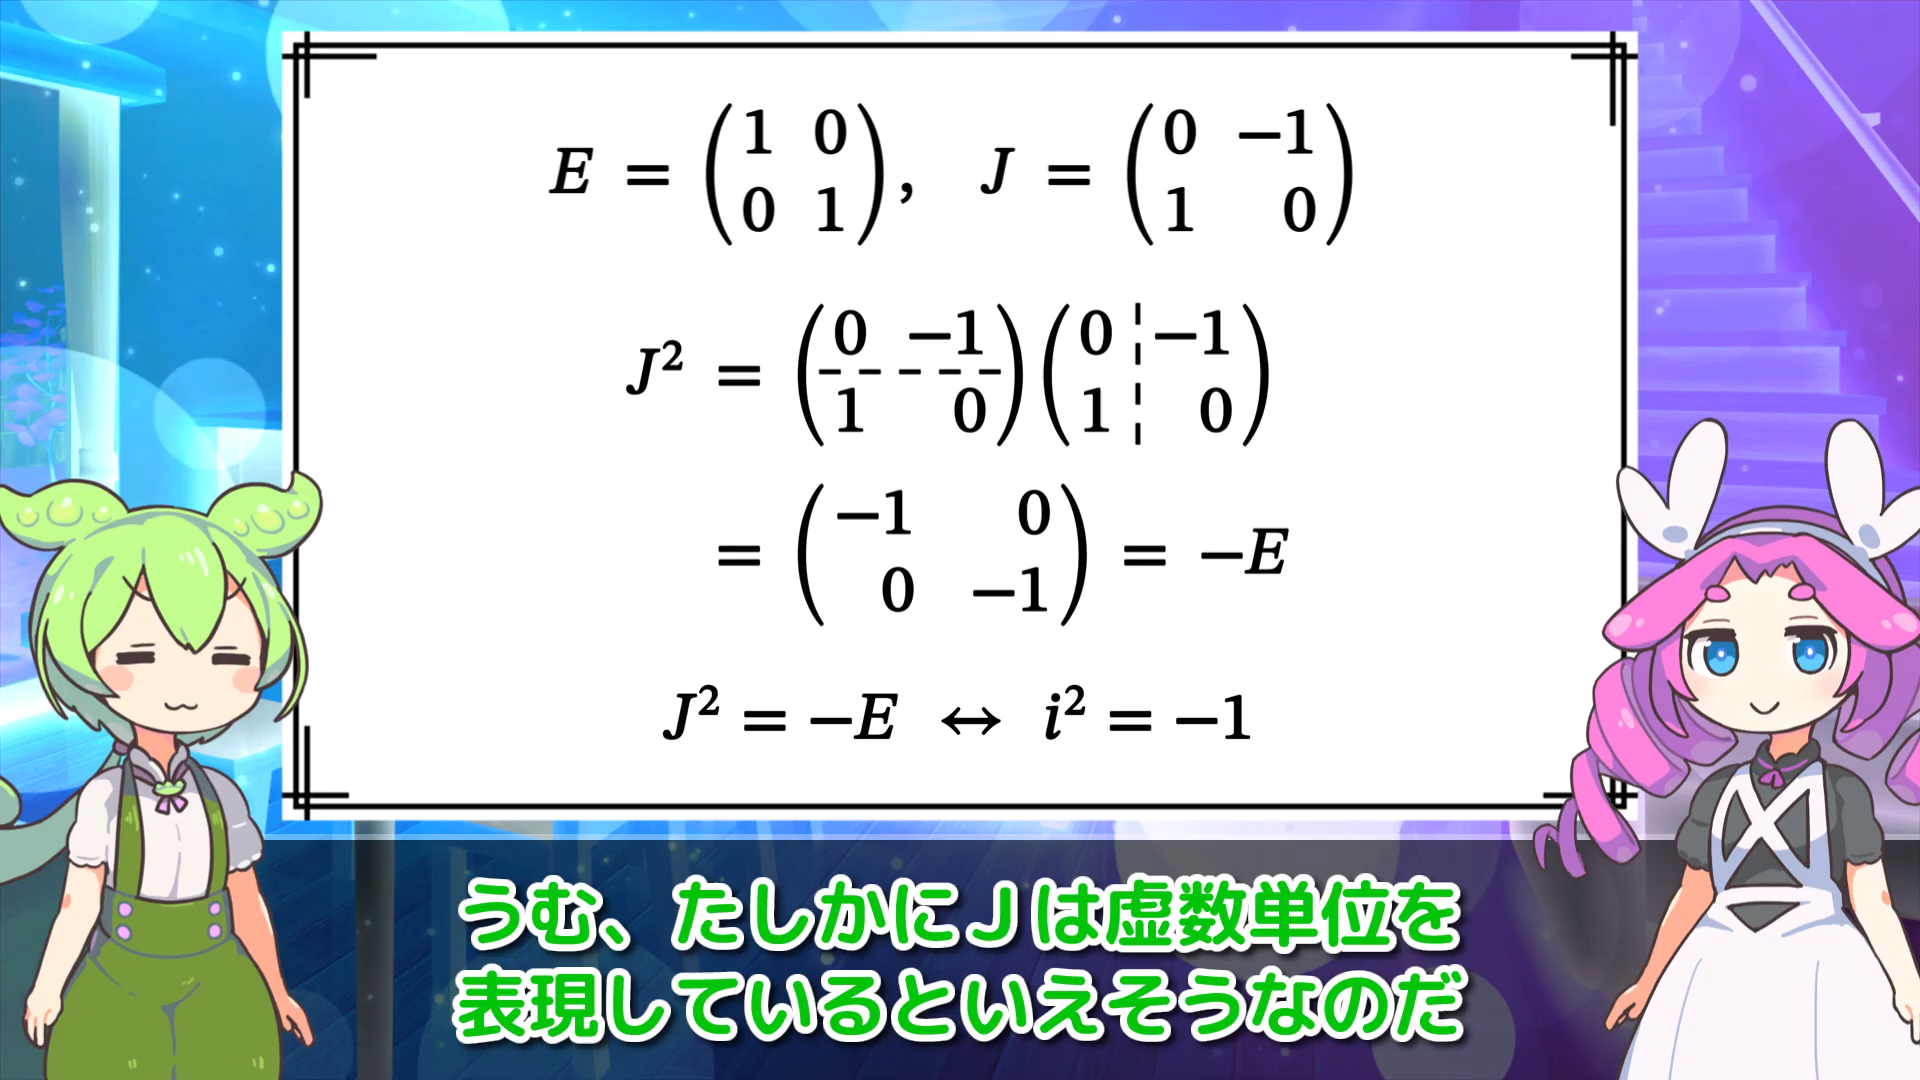 E = (1 0 0 1), J = (0 −1 1 0)
J² = (0 −1 1 0)(0 −1 1 0)
= (−1 0 0 −1) = −E
J² = −E ↔ i² = −1
うむ、たしかにJは虚数単位を
表現しているといえそうなのだ